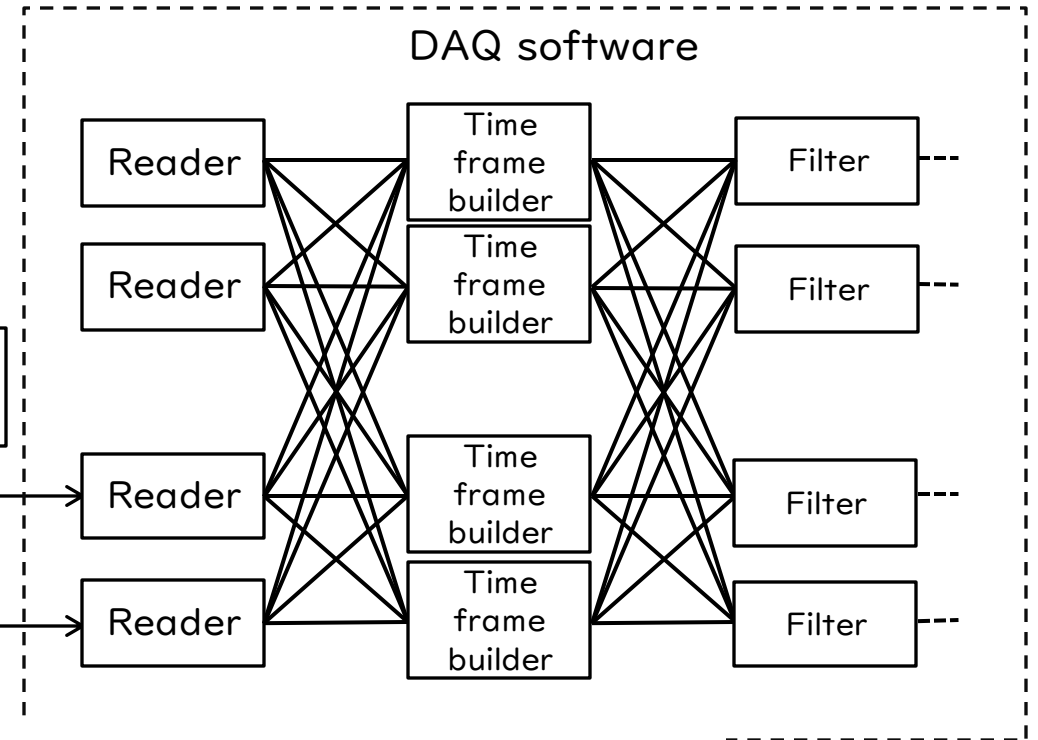 DAQ software
Reader
Time
frame
builder
Filter
Reader
Time
frame
builder
Filter
Reader
Time
frame
builder
Filter
Reader
Time
frame
builder
Filter